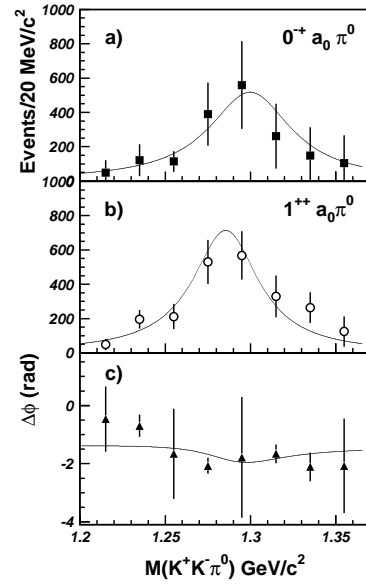 Events/20 MeV/c²
1000
800
600
400
200
a)
0⁻⁺ a₀ π⁰
1000
800
600
400
200
0
b)
1⁺⁺ a₀π⁰
Δϕ (rad)
0
-2
-4
c)
1.2
1.25
1.3
1.35
M(K⁺K⁻π⁰) GeV/c²